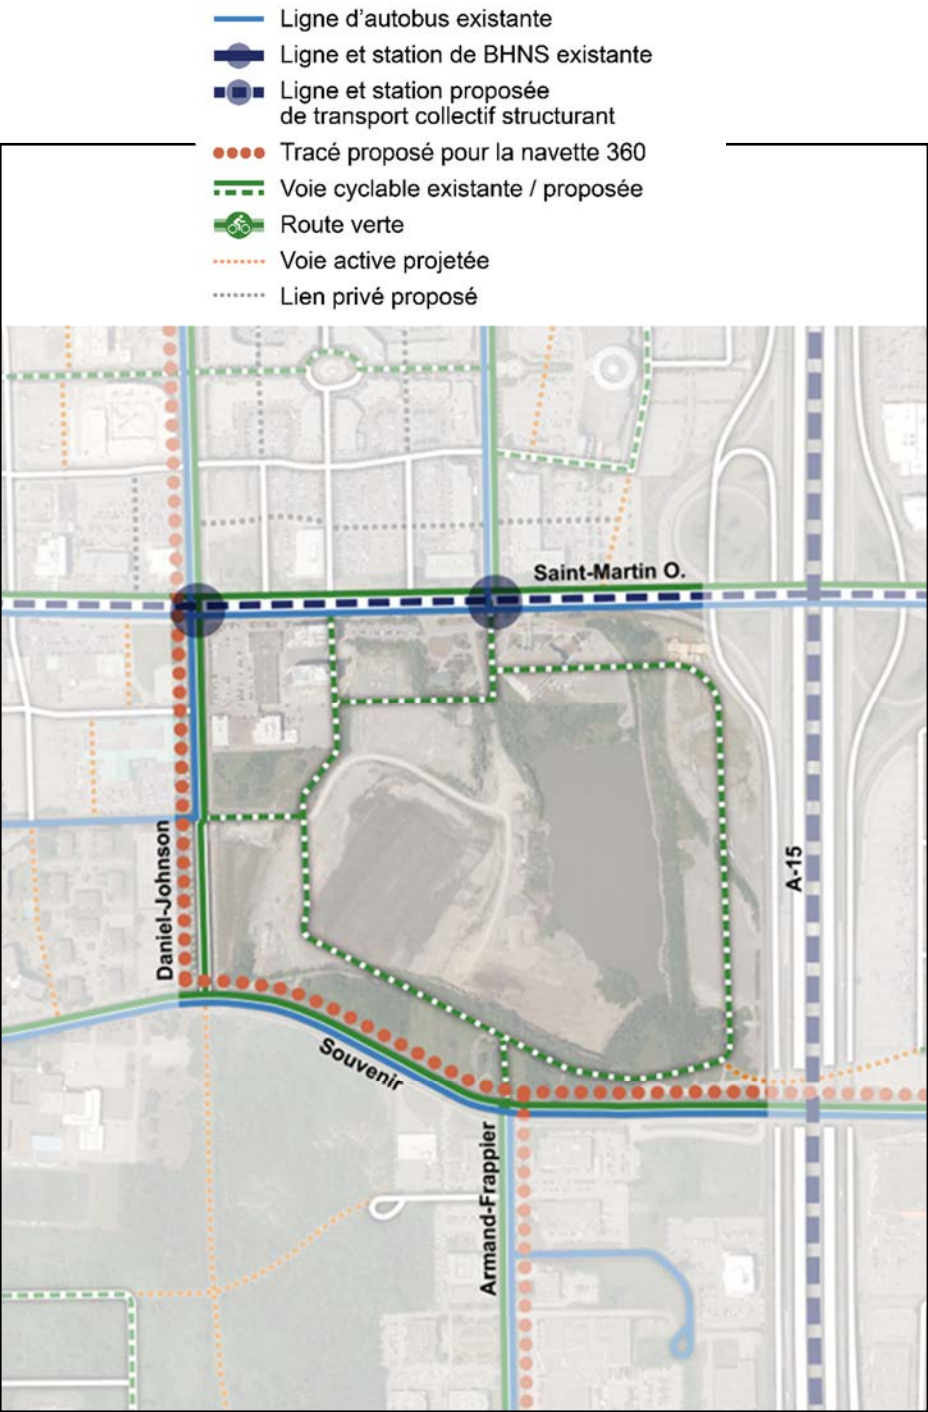 Ligne d'autobus existante
Ligne et station de BHNS existante
Ligne et station proposée
de transport collectif structurant
Tracé proposé pour la navette 360
Voie cyclable existante / proposée
Route verte
Voie active projetée
Lien privé proposé
Saint-Martin O.
A-15
Daniel-Johnson
Souvenir
Armand-Frappier